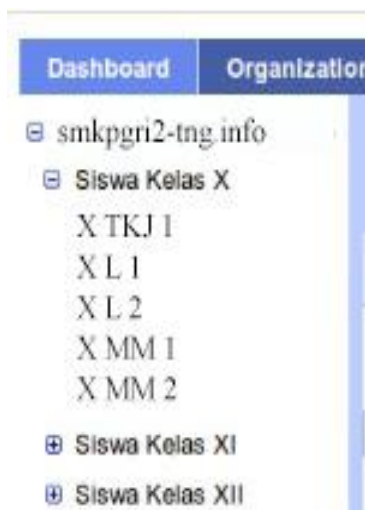 Dashboard Organization
smkpgri2-tng.info
Siswa Kelas X
X TKJ 1
X L 1
X L 2
X MM 1
X MM 2
Siswa Kelas XI
Siswa Kelas XII